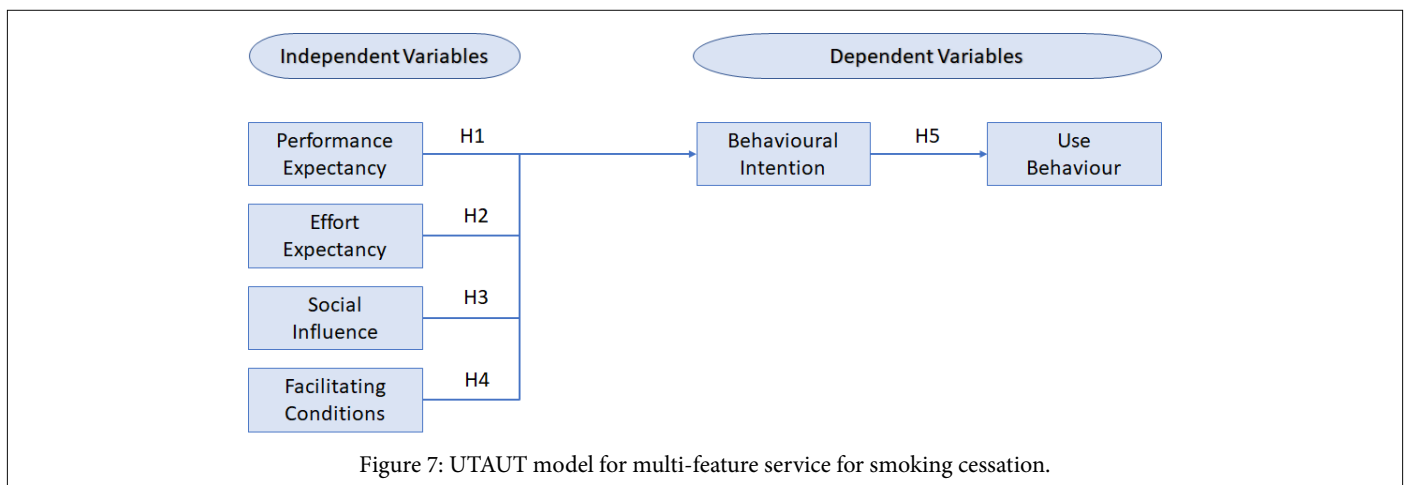 Independent Variables
Dependent Variables
Performance
Expectancy
H1
Behavioural
Intention
H5
Use
Behaviour
Effort
Expectancy
H2
Social
Influence
H3
Facilitating
Conditions
H4
Figure 7: UTAUT model for multi-feature service for smoking cessation.